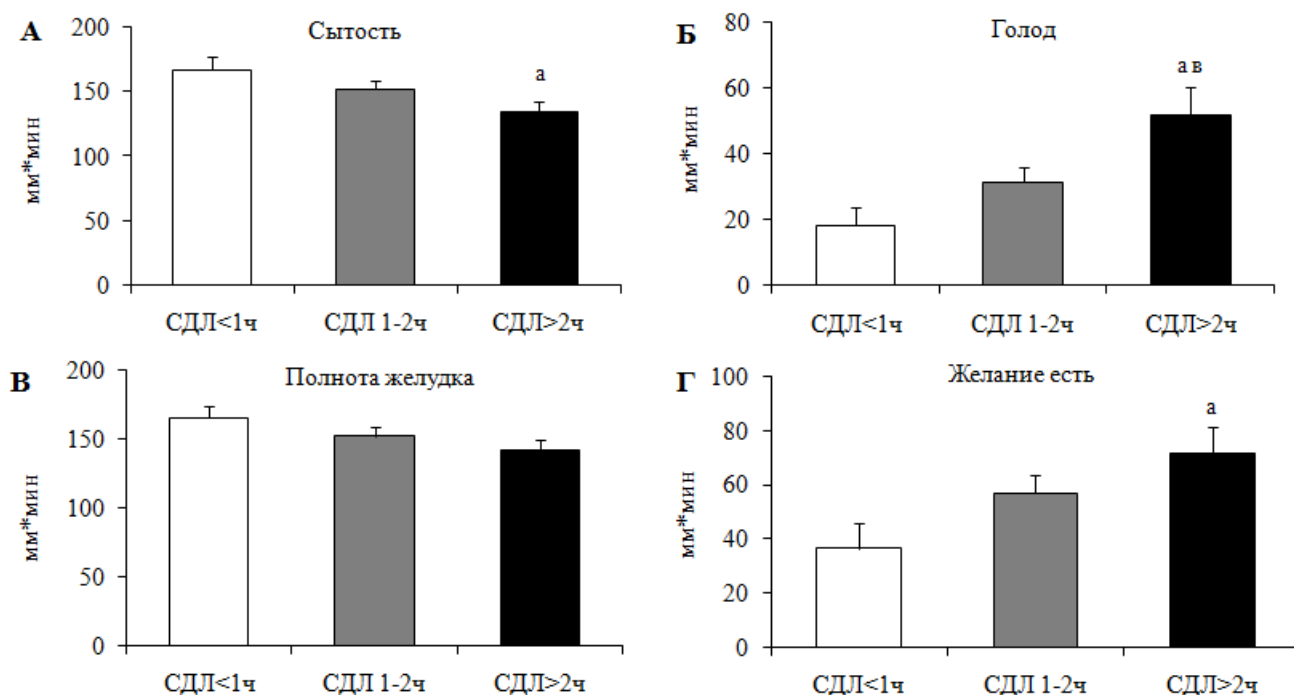 А
Сытость
200
150
100
50
0
мм*мин
а
СДЛ<1ч СДЛ 1-2ч СДЛ>2ч
Б
Голод
80
60
40
20
0
мм*мин
а в
СДЛ<1ч СДЛ 1-2ч СДЛ>2ч
В
Полнота желудка
200
150
100
50
0
мм*мин
СДЛ<1ч СДЛ 1-2ч СДЛ>2ч
Г
Желание есть
100
80
60
40
20
0
мм*мин
а
СДЛ<1ч СДЛ 1-2ч СДЛ>2ч